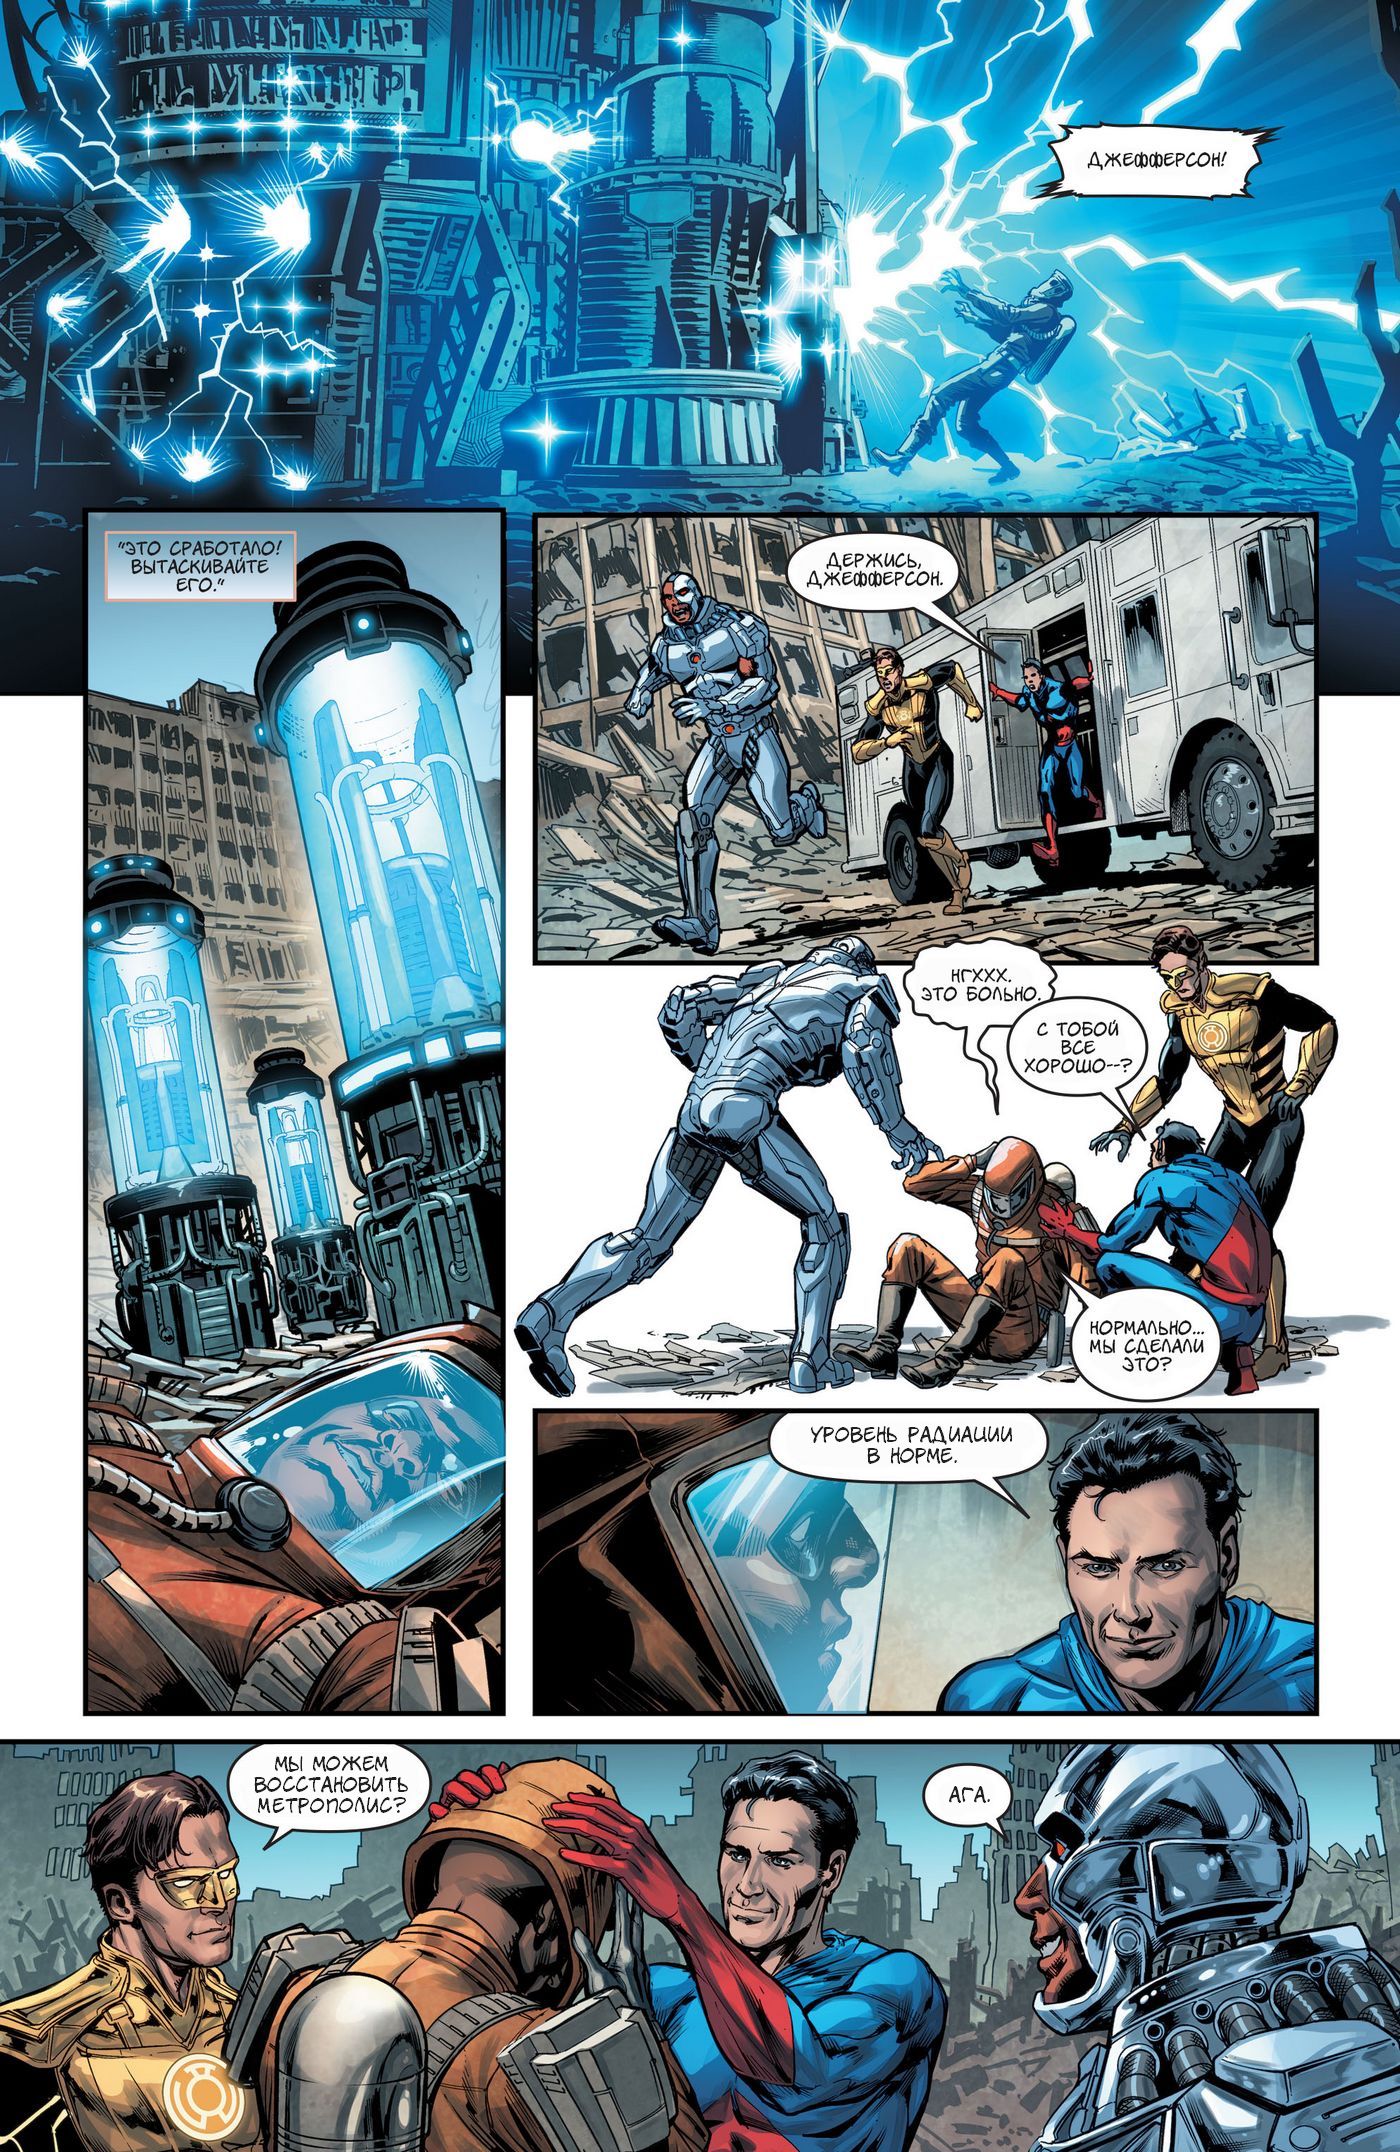 ДЖЕФФЕРСОН!
"ЭТО СРАБОТАЛО!
ВЫТАСКИВАЙТЕ
ЕГО."
ДЕРЖИСЬ,
ДЖЕФФЕРСОН.
НГХХХ.
ЭТО БОЛЬНО.
С ТОБОЙ
ВСЕ
ХОРОШО--?
НОРМАЛЬНО...
МЫ СДЕЛАЛИ
ЭТО?
УРОВЕНЬ РАДИАЦИИ
В НОРМЕ.
МЫ МОЖЕМ
ВОССТАНОВИТЬ
МЕТРОПОЛИС?
АГА.